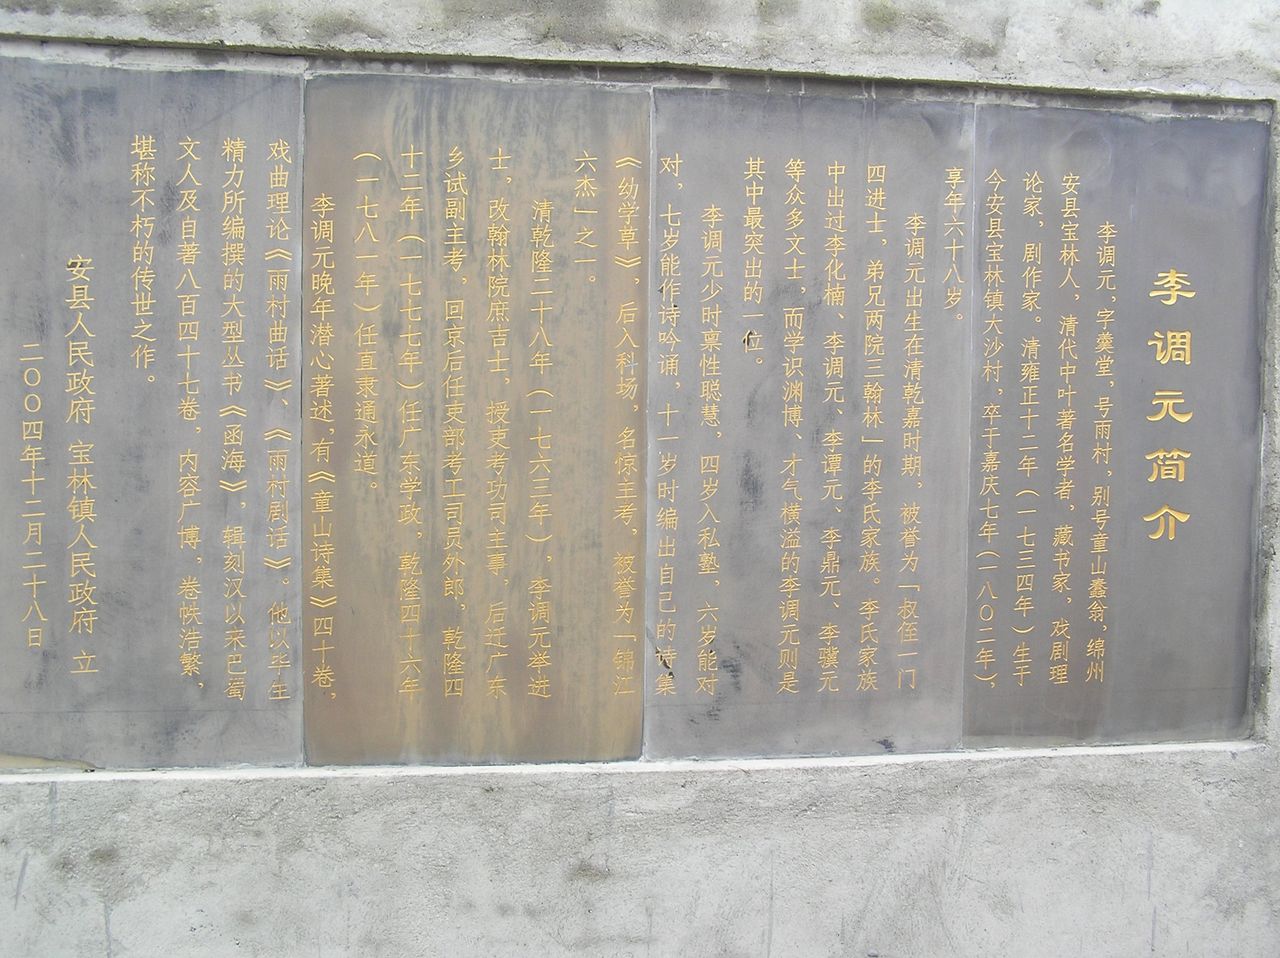 李调元简介
李调元，字羹堂，号雨村，别号童山蠢翁，绵州
安县宝林人，清代中叶著名学者，藏书家，戏剧理
论家，剧作家。清雍正十二年（一七三四年）生于
今安县宝林镇大沙村，卒于嘉庆七年（一八〇二年），
享年六十八岁。
李调元出生在清乾嘉时期，被誉为「叔侄一门
四进士，弟兄两院三翰林」的李氏家族。李氏家族
中出过李化楠、李调元、李谭元、李鼎元、李骥元
等众多文士，而学识渊博、才气横溢的李调元则是
其中最突出的一位。
李调元少时禀性聪慧，四岁入私塾，六岁能对
对，七岁能作诗吟诵，十一岁时编出自己的诗集
《幼学草》，后入科场，名惊主考，被誉为「锦江
六杰」之一。
清乾隆二十八年（一七六三年），李调元举进
士，改翰林院庶吉士，授吏考功司主事，后迁广东
乡试副主考，回京后任吏部考工司员外郎，乾隆四
十二年（一七七七年）任广东学政，乾隆四十六年
（一七八一年）任直隶通永道。
李调元晚年潜心著述，有《童山诗集》四十卷，
戏曲理论《雨村曲话》、《雨村剧话》。他以毕生
精力所编撰的大型丛书《函海》，辑刻汉以来巴蜀
文人及自著八百四十七卷，内容广博，卷帙浩繁，
堪称不朽的传世之作。
安县人民政府 宝林镇人民政府 立
二〇〇四年十二月二十八日